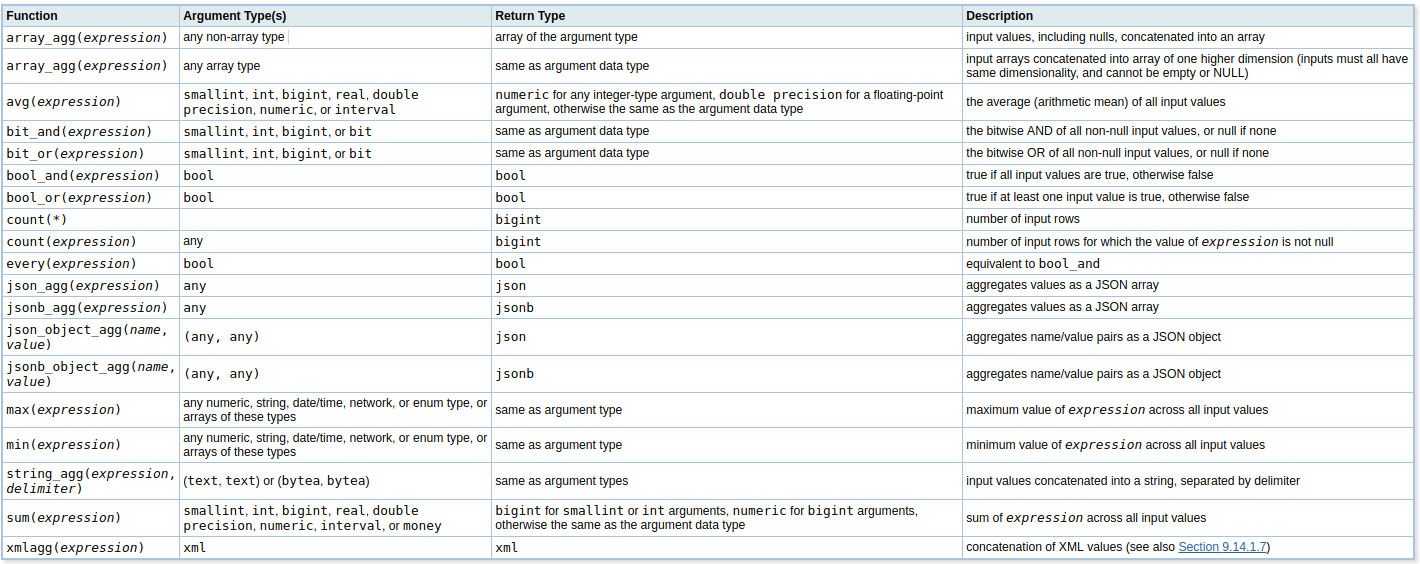 Function Argument Type(s) Return Type Description
array_agg(expression) any non-array type array of the argument type input values, including nulls, concatenated into an array
array_agg(expression) any array type same as argument data type input arrays concatenated into array of one higher dimension (inputs must all have
same dimensionality, and cannot be empty or NULL)
avg(expression) smallint, int, bigint, real, double numeric for any integer-type argument, double precision for a floating-point the average (arithmetic mean) of all input values
precision, numeric, or interval argument, otherwise the same as the argument data type
bit_and(expression) smallint, int, bigint, or bit same as argument data type the bitwise AND of all non-null input values, or null if none
bit_or(expression) smallint, int, bigint, or bit same as argument data type the bitwise OR of all non-null input values, or null if none
bool_and(expression) bool bool true if all input values are true, otherwise false
bool_or(expression) bool bool true if at least one input value is true, otherwise false
count(*) bigint number of input rows
count(expression) any bigint number of input rows for which the value of expression is not null
every(expression) bool bool equivalent to bool_and
json_agg(expression) any json aggregates values as a JSON array
jsonb_agg(expression) any jsonb aggregates values as a JSON array
json_object_agg(name, (any, any) json aggregates name/value pairs as a JSON object
value)
jsonb_object_agg(name, (any, any) jsonb aggregates name/value pairs as a JSON object
value)
max(expression) any numeric, string, date/time, network, or enum type, or same as argument type maximum value of expression across all input values
arrays of these types
min(expression) any numeric, string, date/time, network, or enum type, or same as argument type minimum value of expression across all input values
arrays of these types
string_agg(expression, (text, text) or (bytea, bytea) same as argument types input values concatenated into a string, separated by delimiter
delimiter)
sum(expression) smallint, int, bigint, real, double bigint for smallint or int arguments, numeric for bigint arguments, sum of expression across all input values
precision, numeric, interval, or money otherwise the same as the argument data type
xmlagg(expression) xml xml concatenation of XML values (see also Section 9.14.1.7)